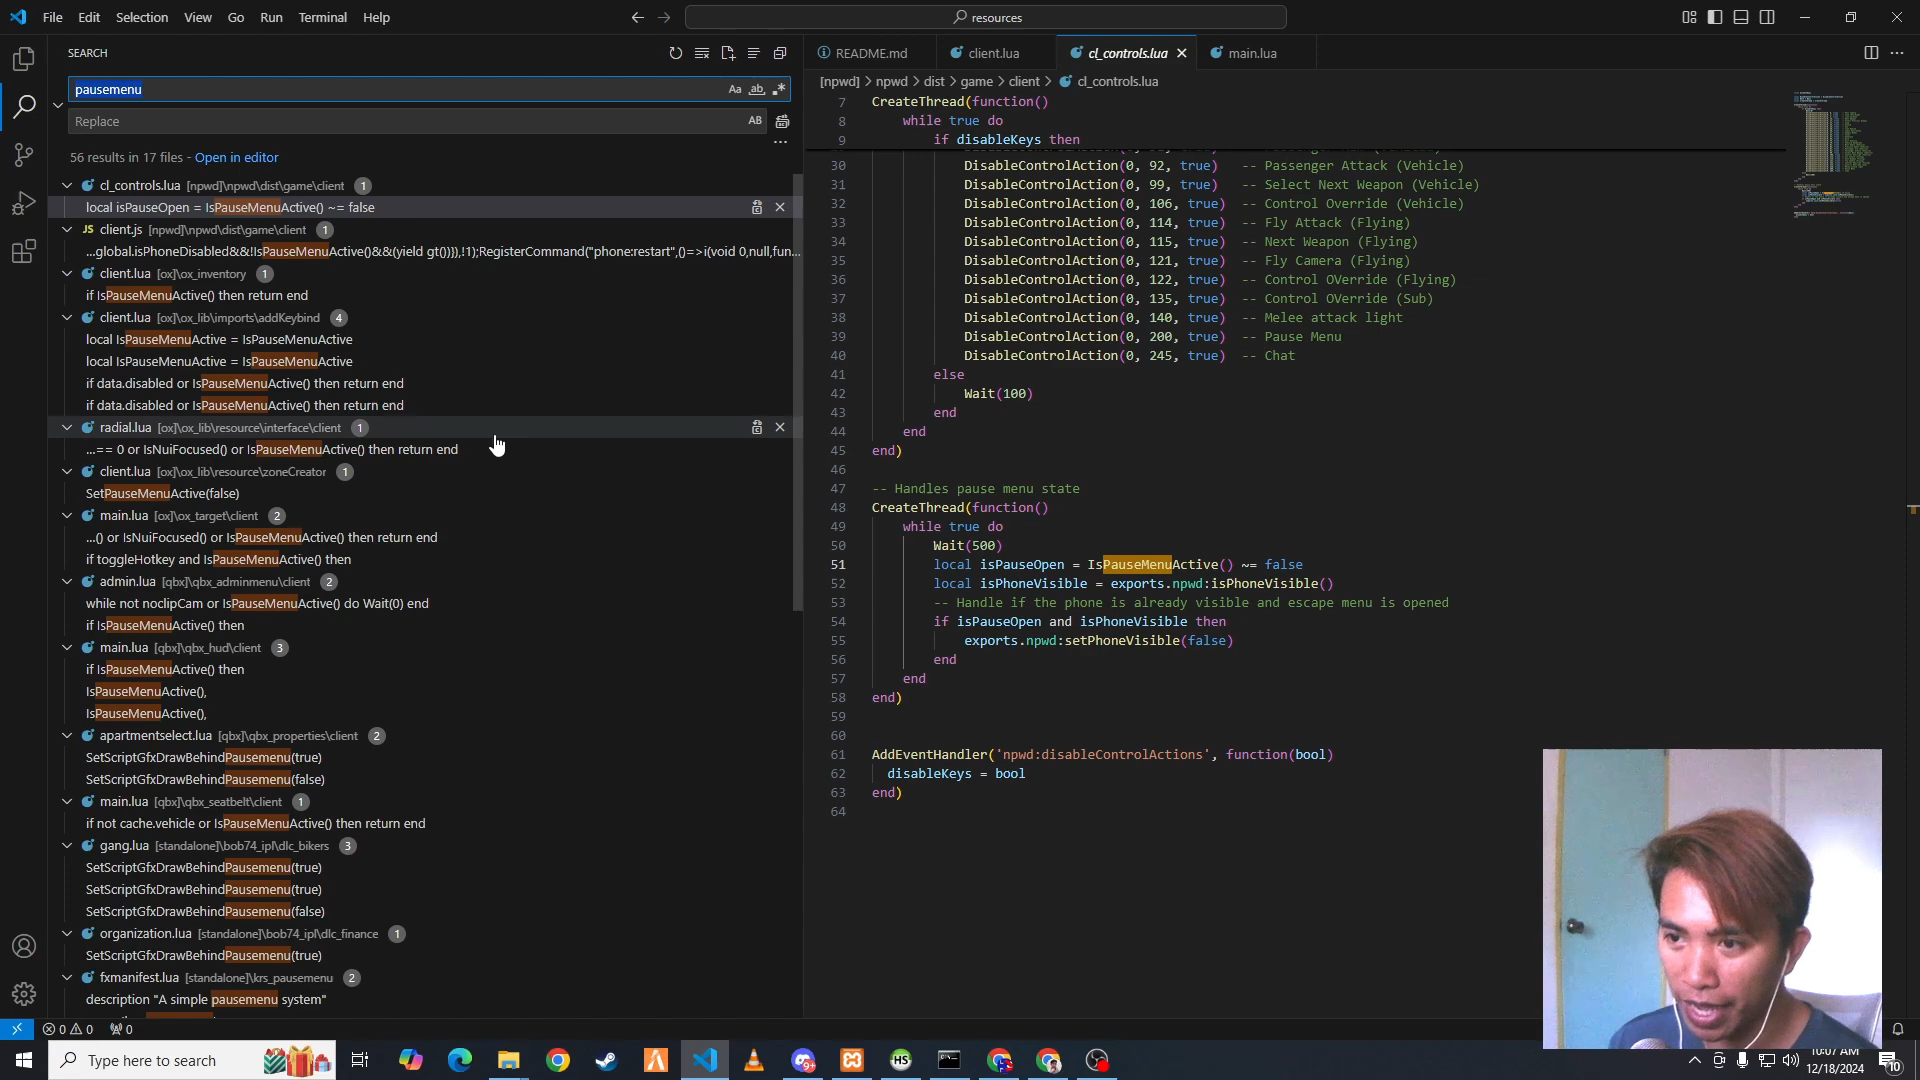 File Edit Selection View Go Run Terminal Help
resources
SEARCH
pausemenu
Aa ab .*
Replace
AB
56 results in 17 files - Open in editor
cl_controls.lua [npwd]\npwd\dist\game\client 1
local isPauseOpen = IsPauseMenuActive() ~= false
JS client.js [npwd]\npwd\dist\game\client 1
...global.isPhoneDisabled&&!IsPauseMenuActive()&&(yield gt())}),!1);RegisterCommand("phone:restart",()=>i(void 0,null,fun...
client.lua [ox]\ox_inventory 1
if IsPauseMenuActive() then return end
client.lua [ox]\ox_lib\imports\addKeybind 4
local IsPauseMenuActive = IsPauseMenuActive
local IsPauseMenuActive = IsPauseMenuActive
if data.disabled or IsPauseMenuActive() then return end
if data.disabled or IsPauseMenuActive() then return end
radial.lua [ox]\ox_lib\resource\interface\client 1
...== 0 or IsNuiFocused() or IsPauseMenuActive() then return end
client.lua [ox]\ox_lib\resource\zoneCreator 1
SetPauseMenuActive(false)
main.lua [ox]\ox_target\client 2
...() or IsNuiFocused() or IsPauseMenuActive() then return end
if toggleHotkey and IsPauseMenuActive() then
admin.lua [qbx]\qbx_adminmenu\client 2
while not noclipCam or IsPauseMenuActive() do Wait(0) end
if IsPauseMenuActive() then
main.lua [qbx]\qbx_hud\client 3
if IsPauseMenuActive() then
IsPauseMenuActive(),
IsPauseMenuActive(),
apartmentselect.lua [qbx]\qbx_properties\client 2
SetScriptGfxDrawBehindPausemenu(true)
SetScriptGfxDrawBehindPausemenu(false)
main.lua [qbx]\qbx_seatbelt\client 1
if not cache.vehicle or IsPauseMenuActive() then return end
gang.lua [standalone]\bob74_ipl\dlc_bikers 3
SetScriptGfxDrawBehindPausemenu(true)
SetScriptGfxDrawBehindPausemenu(true)
SetScriptGfxDrawBehindPausemenu(false)
organization.lua [standalone]\bob74_ipl\dlc_finance 1
SetScriptGfxDrawBehindPausemenu(true)
fxmanifest.lua [standalone]\krs_pausemenu 2
description "A simple pausemenu system"
README.md client.lua cl_controls.lua main.lua
[npwd] > npwd > dist > game > client > cl_controls.lua
7 CreateThread(function()
8 while true do
9 if disableKeys then
30 DisableControlAction(0, 92, true) -- Passenger Attack (Vehicle)
31 DisableControlAction(0, 99, true) -- Select Next Weapon (Vehicle)
32 DisableControlAction(0, 106, true) -- Control Override (Vehicle)
33 DisableControlAction(0, 114, true) -- Fly Attack (Flying)
34 DisableControlAction(0, 115, true) -- Next Weapon (Flying)
35 DisableControlAction(0, 121, true) -- Fly Camera (Flying)
36 DisableControlAction(0, 122, true) -- Control OVerride (Flying)
37 DisableControlAction(0, 135, true) -- Control OVerride (Sub)
38 DisableControlAction(0, 140, true) -- Melee attack light
39 DisableControlAction(0, 200, true) -- Pause Menu
40 DisableControlAction(0, 245, true) -- Chat
41 else
42 Wait(100)
43 end
44 end
45 end)
46
47 -- Handles pause menu state
48 CreateThread(function()
49 while true do
50 Wait(500)
51 local isPauseOpen = IsPauseMenuActive() ~= false
52 local isPhoneVisible = exports.npwd:isPhoneVisible()
53 -- Handle if the phone is already visible and escape menu is opened
54 if isPauseOpen and isPhoneVisible then
55 exports.npwd:setPhoneVisible(false)
56 end
57 end
58 end)
59
60
61 AddEventHandler('npwd:disableControlActions', function(bool)
62 disableKeys = bool
63 end)
64
0 0 0
Type here to search
HS
9+
10:07 AM
12/18/2024
10